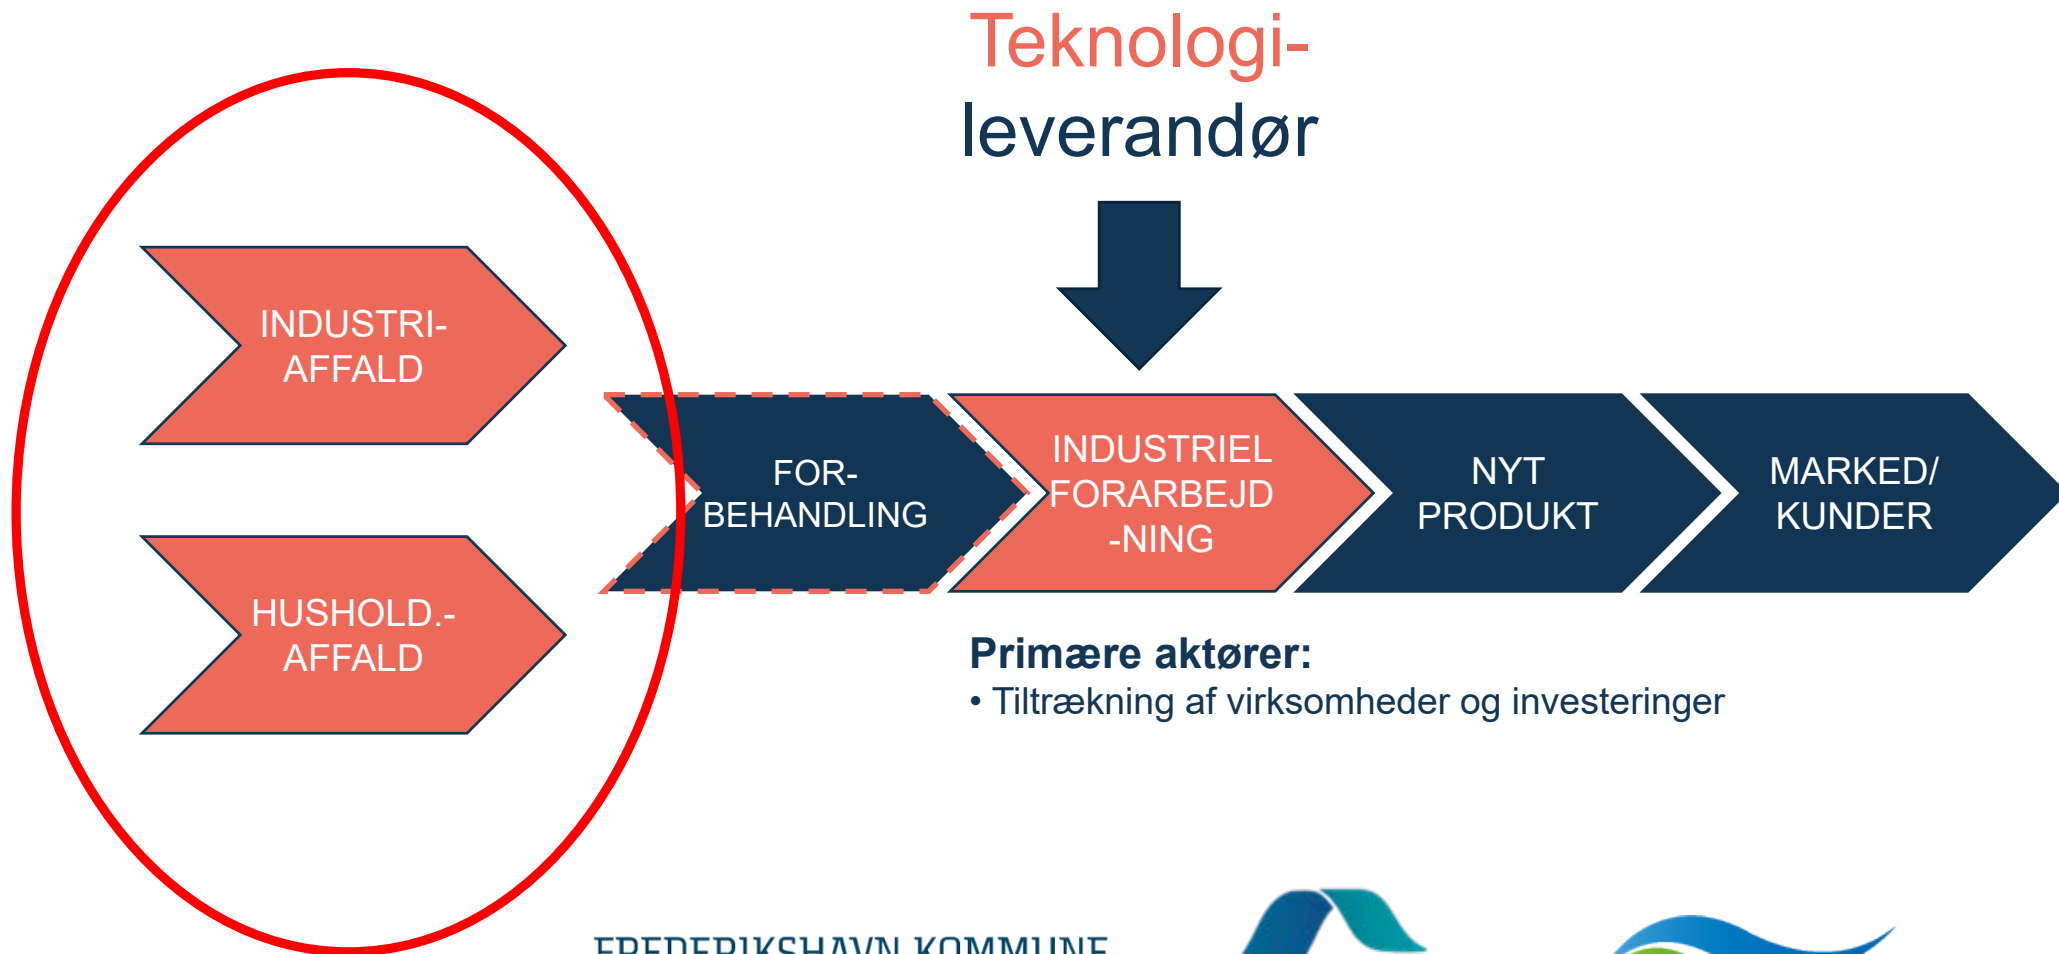 Teknologi-
leverandør
INDUSTRI-
AFFALD
HUSHOLD.-
AFFALD
FOR-
BEHANDLING
INDUSTRIEL
FORARBEJD
-NING
NYT
PRODUKT
MARKED/
KUNDER
Primære aktører:
• Tiltrækning af virksomheder og investeringer
FREDERIKSHAVN KOMMUNE